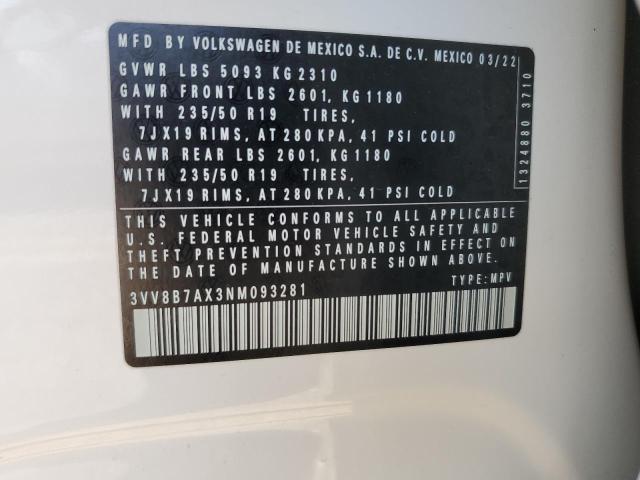 MFD BY VOLKSWAGEN DE MEXICO S.A. DE C.V. MEXICO 03/22
GVWR LBS 5093 KG 2310
GAWR FRONT LBS 2601, KG 1180
WITH 235/50 R19 TIRES,
7JX19 RIMS, AT 280 KPA, 41 PSI COLD
GAWR REAR LBS 2601, KG 1180
WITH 235/50 R19 TIRES,
7JX19 RIMS, AT 280 KPA, 41 PSI COLD
THIS VEHICLE CONFORMS TO ALL APPLICABLE
U.S. FEDERAL MOTOR VEHICLE SAFETY AND
THEFT PREVENTION STANDARDS IN EFFECT ON
THE DATE OF MANUFACTURE SHOWN ABOVE.
3VV8B7AX3NM093281 TYPE: MPV
1324880 3710